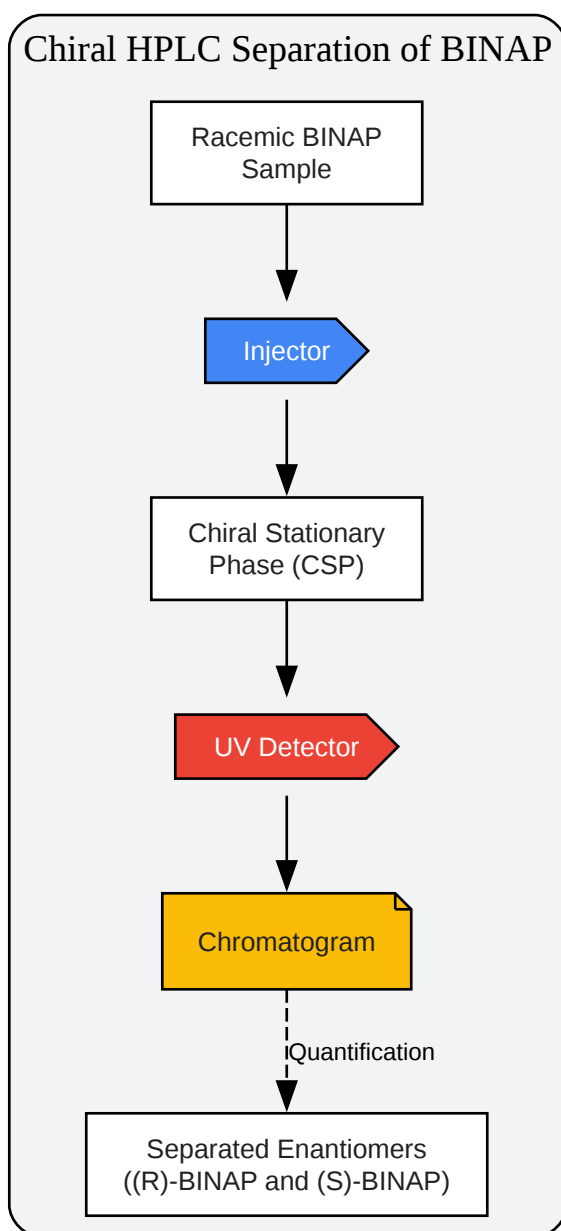 Chiral HPLC Separation of BINAP
Racemic BINAP
Sample
Injector
Chiral Stationary
Phase (CSP)
UV Detector
Chromatogram
Quantification
Separated Enantiomers
((R)-BINAP and (S)-BINAP)